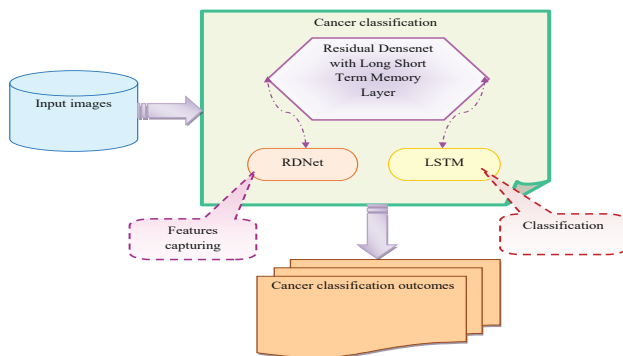 Cancer classification
Residual Densenet
with Long Short
Term Memory
Layer
Input images
RDNet
LSTM
Features
capturing
Classification
Cancer classification outcomes